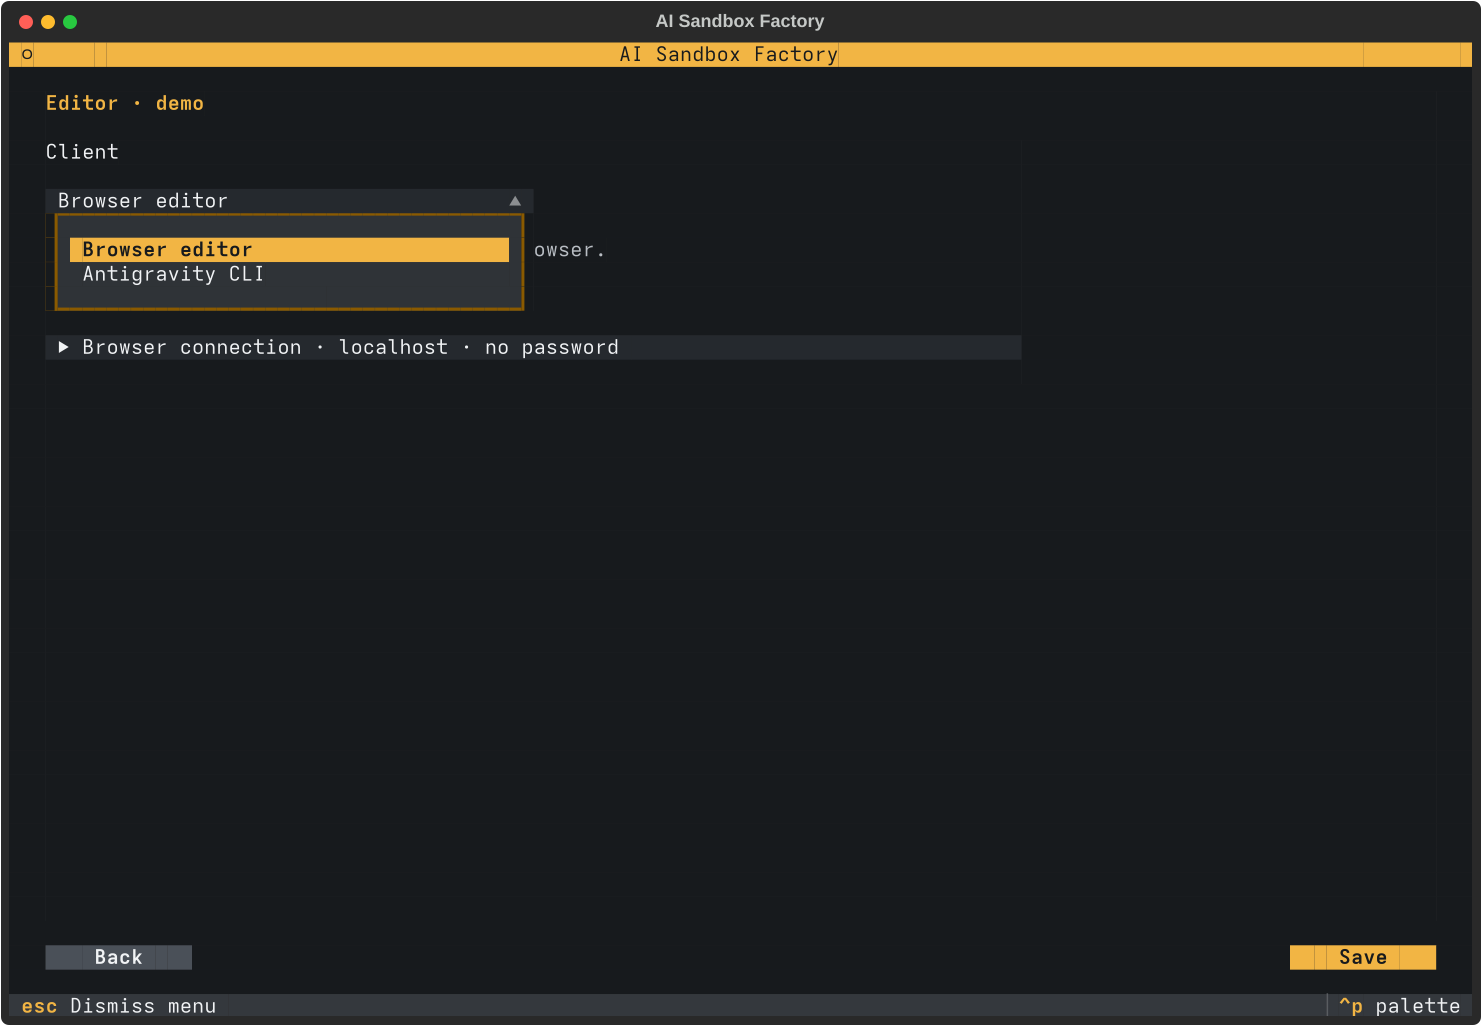 AI Sandbox Factory
O AI Sandbox Factory
Editor · demo
Client
Browser editor ▲
Browser editor owser.
Antigravity CLI
▶ Browser connection · localhost · no password
Back Save
esc Dismiss menu ^p palette